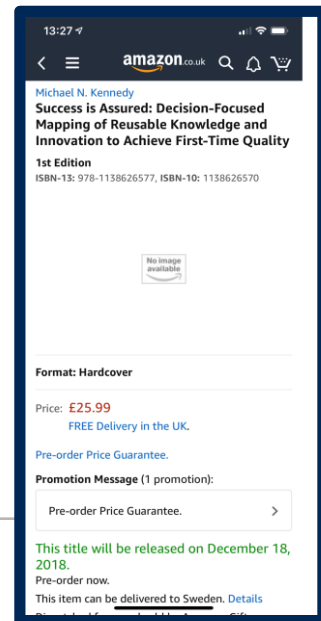 13:27
amazon.co.uk
Michael N. Kennedy
Success is Assured: Decision-Focused
Mapping of Reusable Knowledge and
Innovation to Achieve First-Time Quality
1st Edition
ISBN-13: 978-1138626577, ISBN-10: 1138626570
No image
available
Format: Hardcover
Price: £25.99
FREE Delivery in the UK.
Pre-order Price Guarantee.
Promotion Message (1 promotion):
Pre-order Price Guarantee.
This title will be released on December 18,
2018.
Pre-order now.
This item can be delivered to Sweden. Details